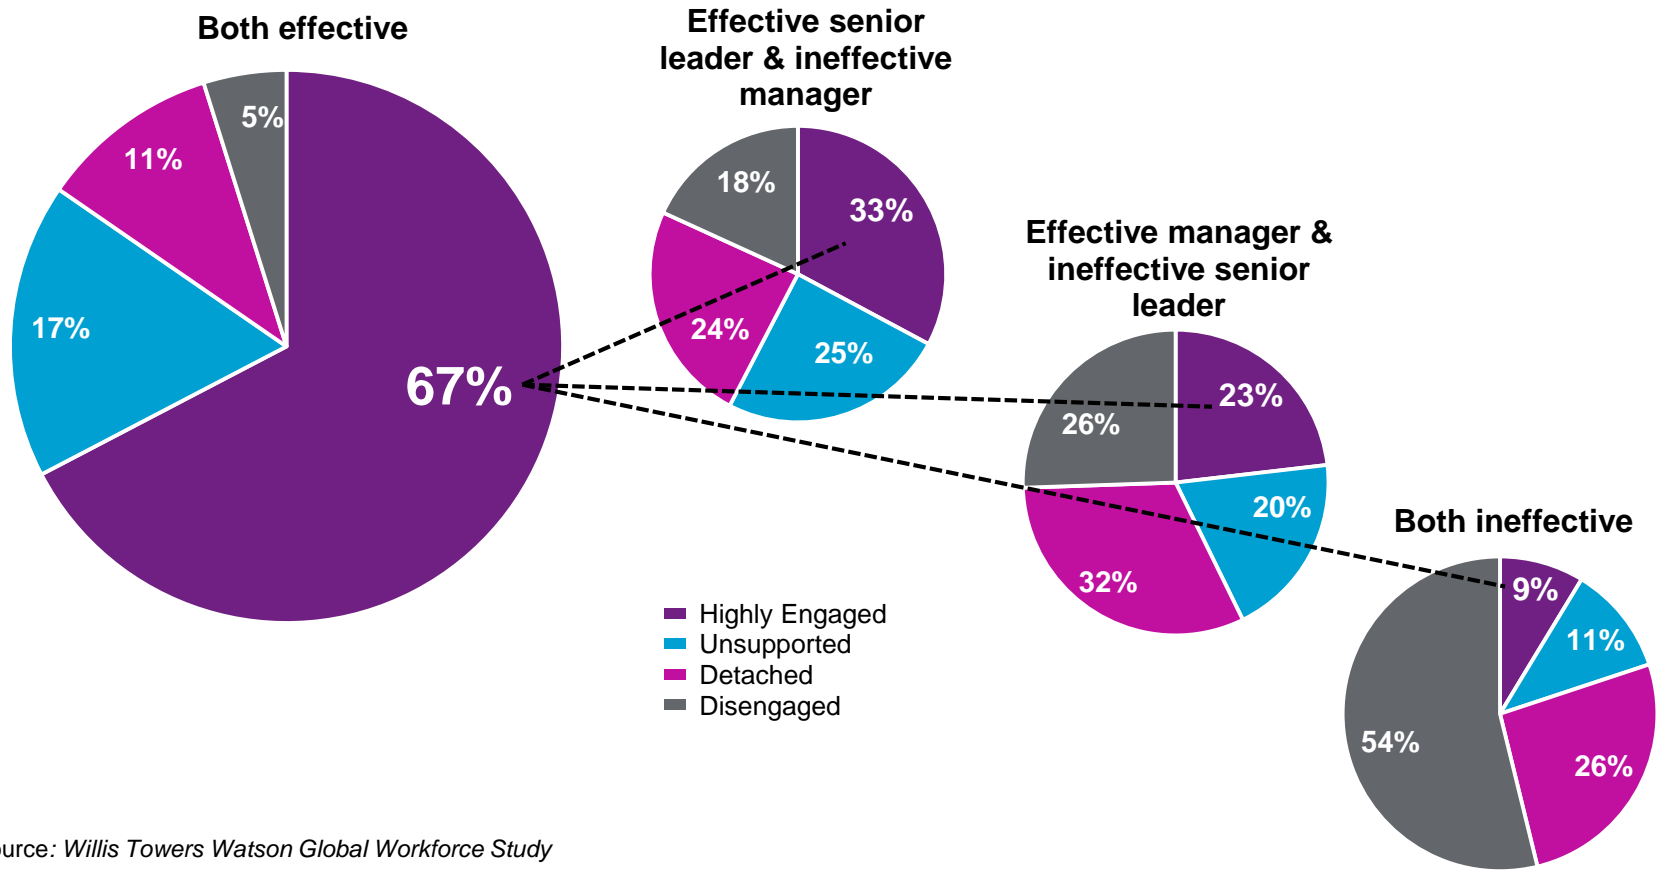 Both effective
5%
11%
17%
67%
Effective senior
leader & ineffective
manager
18%
33%
24%
25%
Effective manager &
ineffective senior
leader
23%
26%
20%
32%
Both ineffective
9%
11%
54%
26%
Highly Engaged
Unsupported
Detached
Disengaged
ource: Willis Towers Watson Global Workforce Study